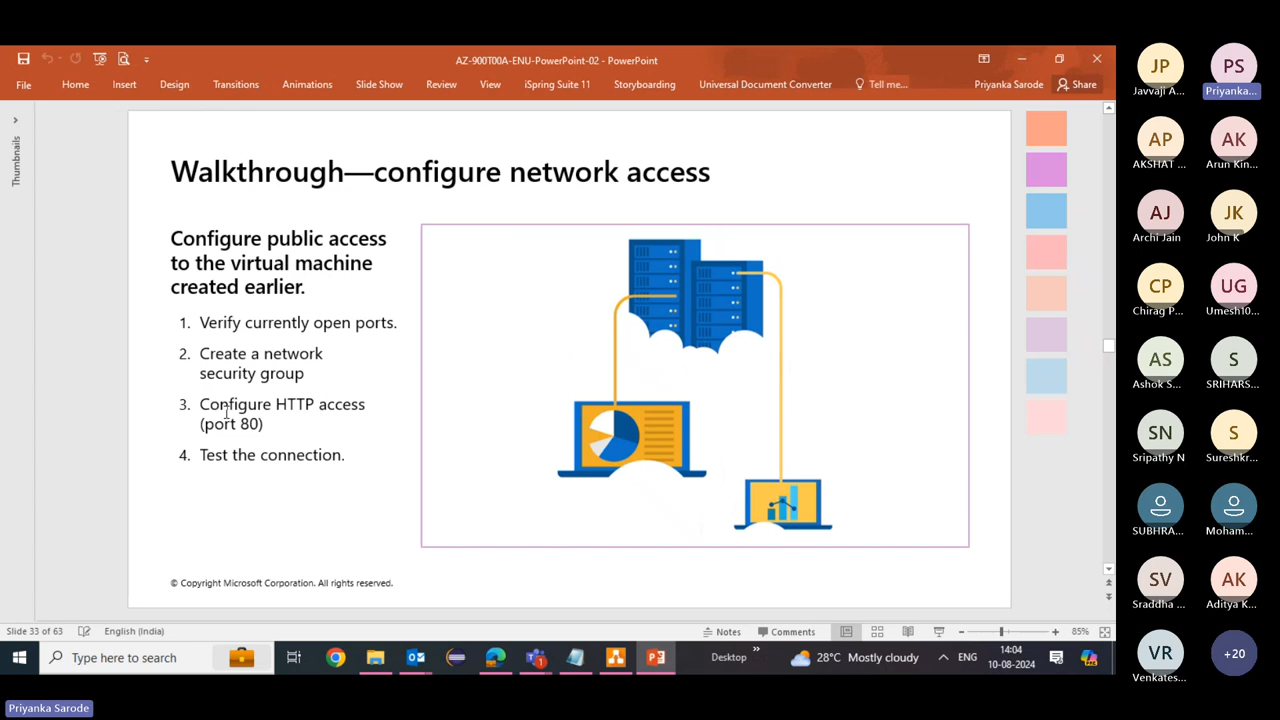 AZ-900T00A-ENU-PowerPoint-02 - PowerPoint
File Home Insert Design Transitions Animations Slide Show Review View iSpring Suite 11 Storyboarding Universal Document Converter Tell me... Priyanka Sarode Share
Thumbnails
Walkthrough—configure network access
Configure public access
to the virtual machine
created earlier.
1. Verify currently open ports.
2. Create a network
security group
3. Configure HTTP access
(port 80)
4. Test the connection.
© Copyright Microsoft Corporation. All rights reserved.
Slide 33 of 63 English (India) Notes Comments 85%
Type here to search
Desktop
28°C Mostly cloudy
ENG
14:04
10-08-2024
JP
Javvaji A...
PS
Priyanka...
AP
AKSHAT ...
AK
Arun Kin...
AJ
Archi Jain
JK
John K
CP
Chirag P...
UG
Umesh10...
AS
Ashok S...
S
SRIHARS...
SN
Sripathy N
S
Sureshkr...
SUBHRA...
Moham...
SV
Sraddha ...
AK
Aditya K...
VR
Venkates...
+20
Priyanka Sarode